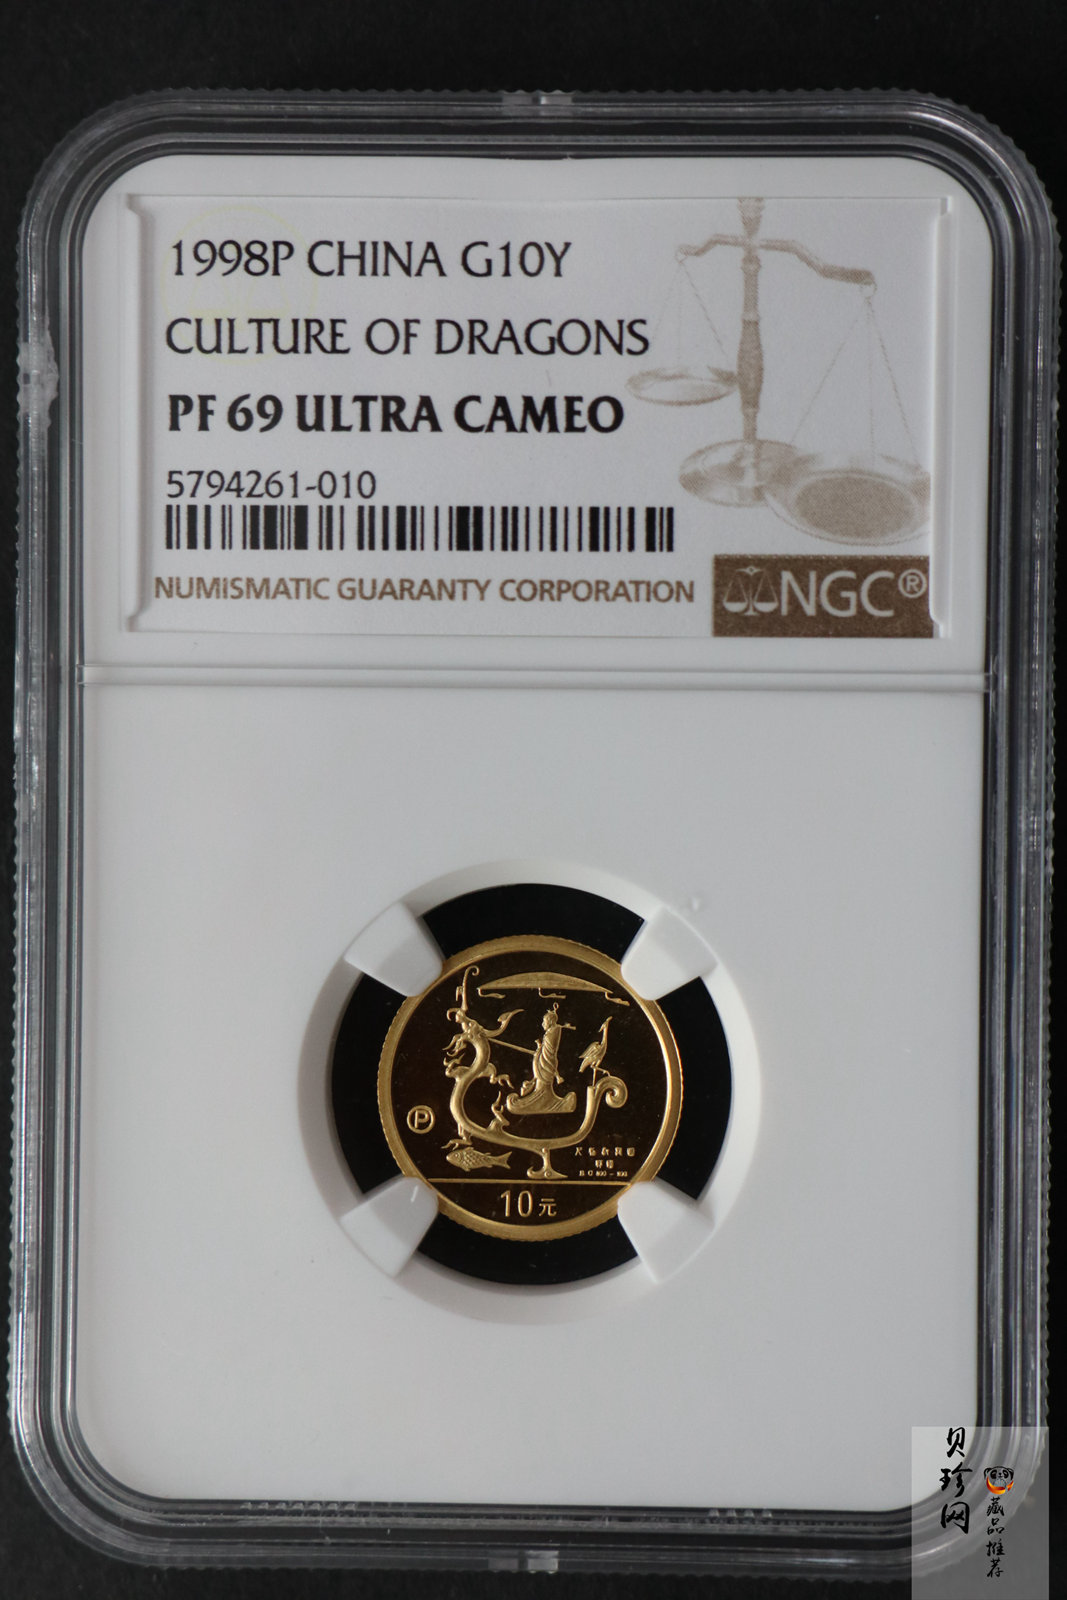 1998P CHINA G10Y
CULTURE OF DRAGONS
PF 69 ULTRA CAMEO
5794261-010
NUMISMATIC GUARANTY CORPORATION
NGC®
P
10元
贝珍网
藏品推荐